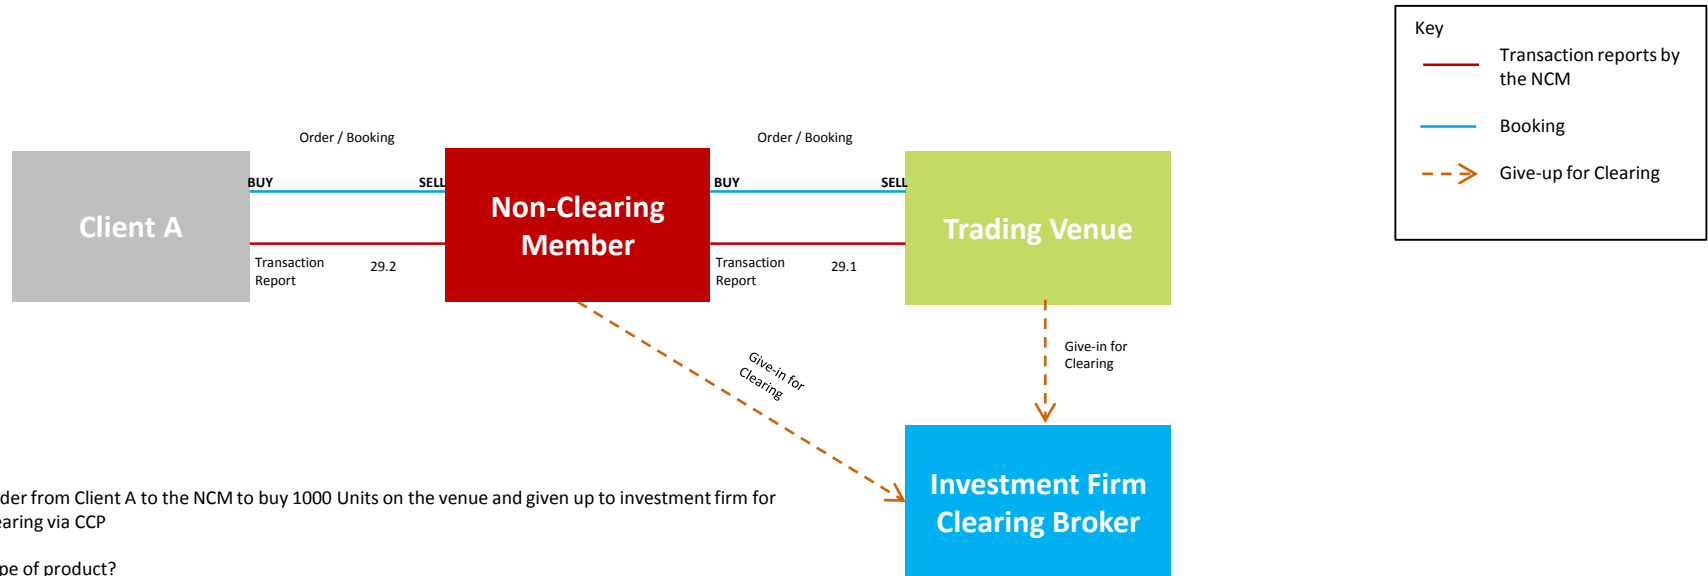 Key
Transaction reports by
the NCM
Booking
Give-up for Clearing
Order / Booking
Order / Booking
BUY
SELL
BUY
SELL
Client A
Non-Clearing
Member
Trading Venue
Transaction
Report
29.2
Transaction
Report
29.1
Give-in for
Clearing
Give-in for
Clearing
Investment Firm
Clearing Broker
der from Client A to the NCM to buy 1000 Units on the venue and given up to investment firm for
earing via CCP
pe of product?